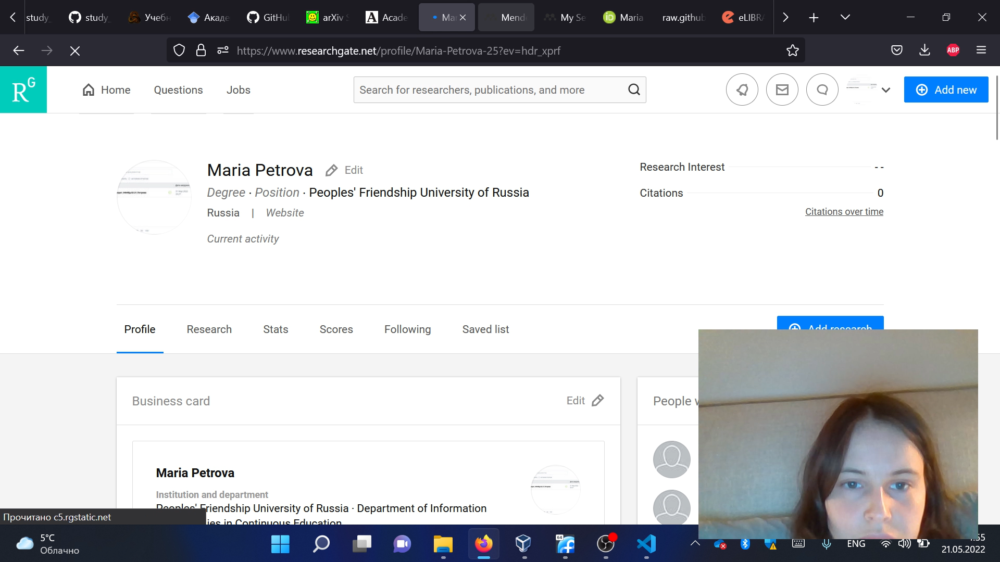 study_
study_
Учебн
Акаде
GitHu
arXiv
Acade
Mar
Mend
My Se
Maria
raw.github
eLIBRA
https://www.researchgate.net/profile/Maria-Petrova-25?ev=hdr_xprf
ABP
RG
Home
Questions
Jobs
Search for researchers, publications, and more
Add new
Maria Petrova
Edit
Degree · Position · Peoples' Friendship University of Russia
Russia | Website
Current activity
Research Interest
- -
Citations
0
Citations over time
Profile
Research
Stats
Scores
Following
Saved list
Add research
Business card
Edit
People
Maria Petrova
Institution and department
Peoples' Friendship University of Russia · Department of Information
ies in Continuous Education
Прочитано c5.rgstatic.net
5°C
Облачно
64
ENG
:55
21.05.2022